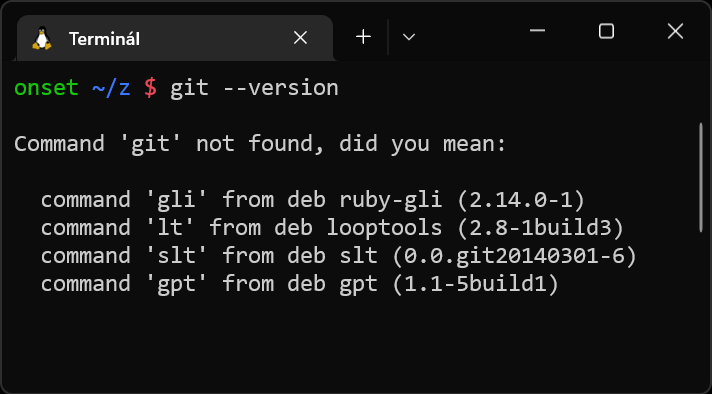 Terminál
onset ~/z $ git --version
Command 'git' not found, did you mean:
command 'gli' from deb ruby-gli (2.14.0-1)
command 'lt' from deb looptools (2.8-1build3)
command 'slt' from deb slt (0.0.git20140301-6)
command 'gpt' from deb gpt (1.1-5build1)